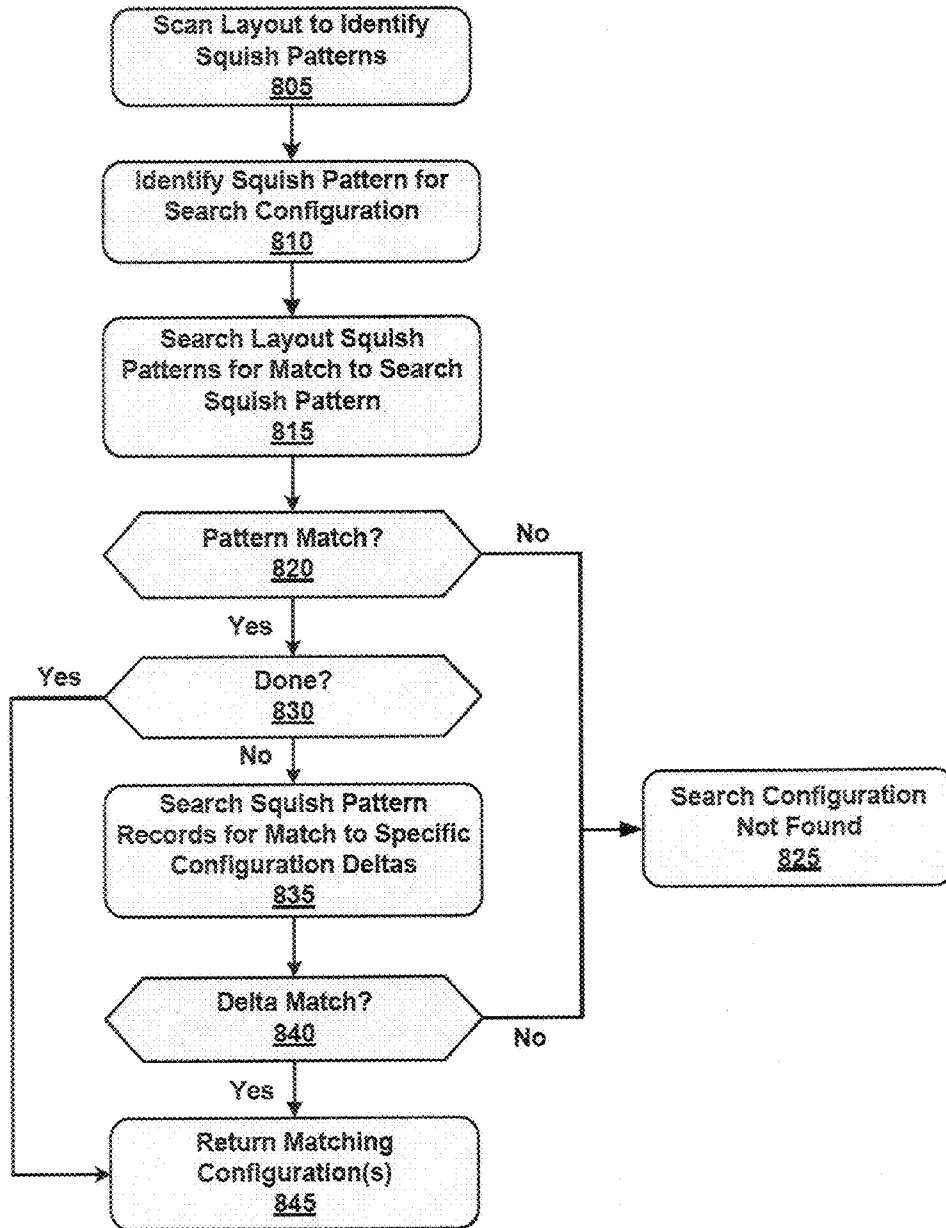 Scan Layout to Identify
Squish Patterns
805
Identify Squish Pattern for
Search Configuration
810
Search Layout Squish
Patterns for Match to Search
Squish Pattern
815
Pattern Match?
820
No
Yes
Yes
Done?
830
No
Search Squish Pattern
Records for Match to Specific
Configuration Deltas
835
Search Configuration
Not Found
825
Delta Match?
840
No
Yes
Return Matching
Configuration(s)
845